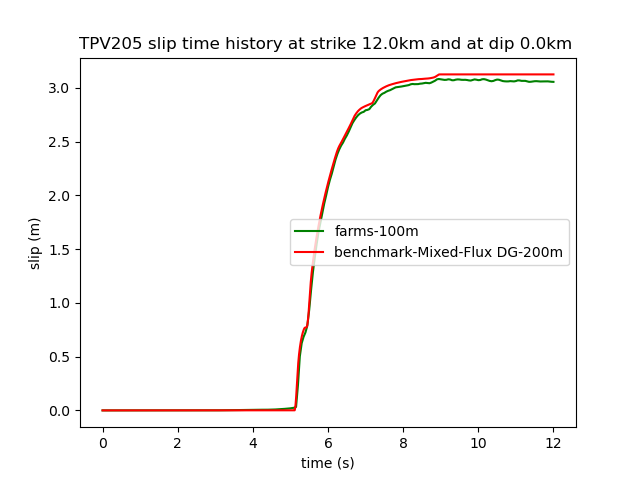 TPV205 slip time history at strike 12.0km and at dip 0.0km
3.0
2.5
2.0
1.5
1.0
0.5
0.0
slip (m)
farms-100m
benchmark-Mixed-Flux DG-200m
0 2 4 6 8 10 12
time (s)